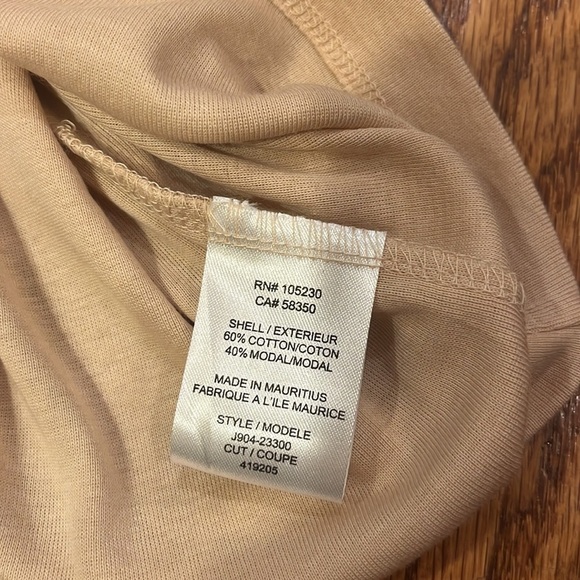 RN# 105230
CA# 58350
SHELL / EXTERIEUR
60% COTTON/COTON
40% MODAL/MODAL
MADE IN MAURITIUS
FABRIQUE A L'ILE MAURICE
STYLE / MODELE
J904-23300
CUT / COUPE
419205